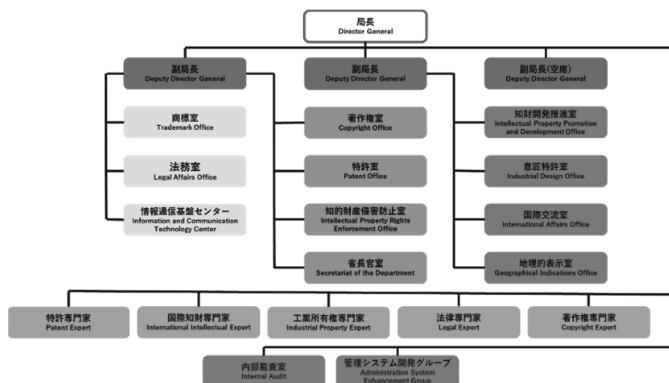 局長
Director General
副局長
Deputy Director General
副局長
Deputy Director General
副局長(空席)
Deputy Director General
商標室
Trademark Office
著作権室
Copyright Office
知財開発推進室
Intellectual Property Promotion
and Development Office
法務室
Legal Affairs Office
特許室
Patent Office
意匠特許室
Industrial Design Office
情報通信基盤センター
Information and Communication
Technology Center
知的財産侵害防止室
Intellectual Property Rights
Enforcement Office
国際交流室
International Affairs Office
省長官室
Secretariat of the Department
地理的表示室
Geographical Indications Office
特許専門家
Patent Expert
国際知財専門家
International Intellectual Expert
工業所有権専門家
Industrial Property Expert
法律専門家
Legal Expert
著作権専門家
Copyright Expert
内部監査室
Internal Audit
管理システム開発グループ
Administration System
Enhancement Group